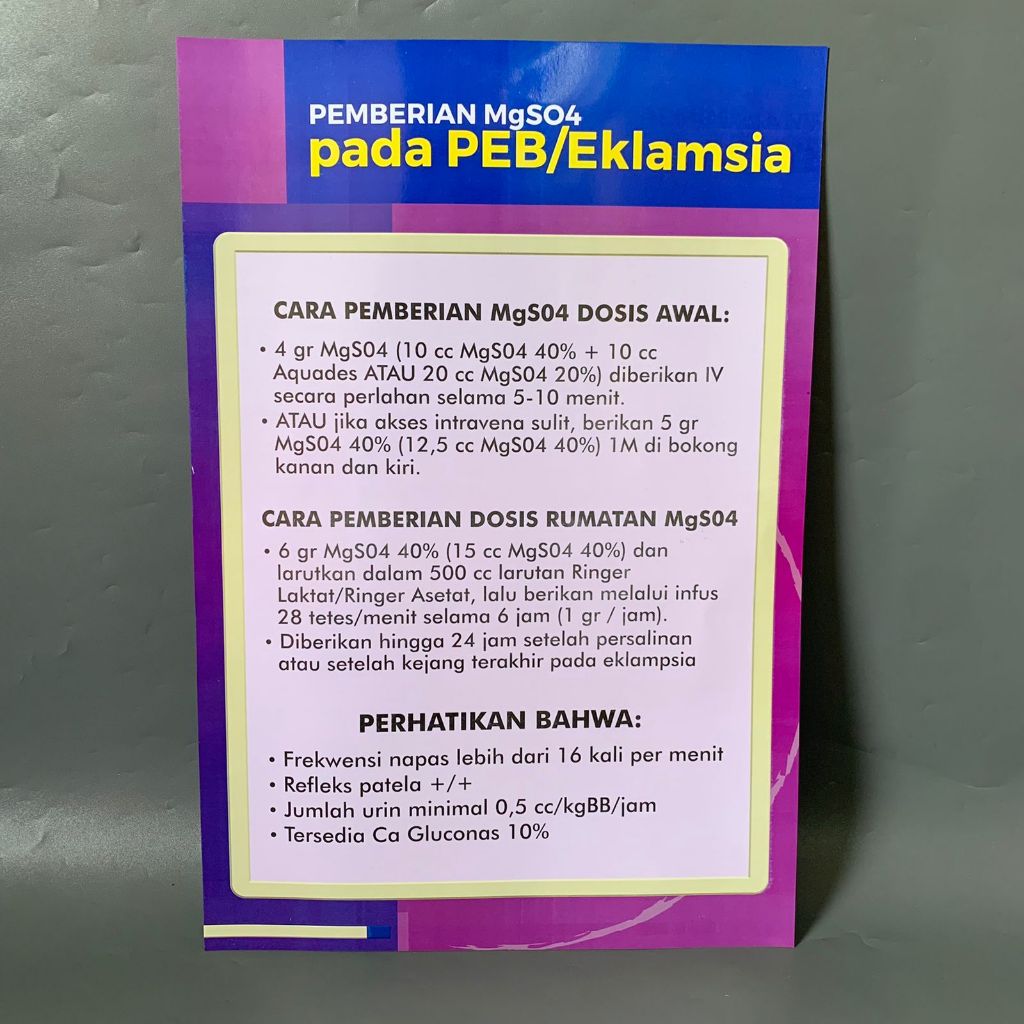 PEMBERIAN MgSO4
pada PEB/Eklamsia
CARA PEMBERIAN MgS04 DOSIS AWAL:
• 4 gr MgS04 (10 cc MgS04 40% + 10 cc
Aquades ATAU 20 cc MgS04 20%) diberikan IV
secara perlahan selama 5-10 menit.
• ATAU jika akses intravena sulit, berikan 5 gr
MgS04 40% (12,5 cc MgS04 40%) 1M di bokong
kanan dan kiri.
CARA PEMBERIAN DOSIS RUMATAN MgS04
• 6 gr MgS04 40% (15 cc MgS04 40%) dan
larutkan dalam 500 cc larutan Ringer
Laktat/Ringer Asetat, lalu berikan melalui infus
28 tetes/menit selama 6 jam (1 gr / jam).
• Diberikan hingga 24 jam setelah persalinan
atau setelah kejang terakhir pada eklampsia
PERHATIKAN BAHWA:
• Frekwensi napas lebih dari 16 kali per menit
• Refleks patela +/+
• Jumlah urin minimal 0,5 cc/kgBB/jam
• Tersedia Ca Gluconas 10%